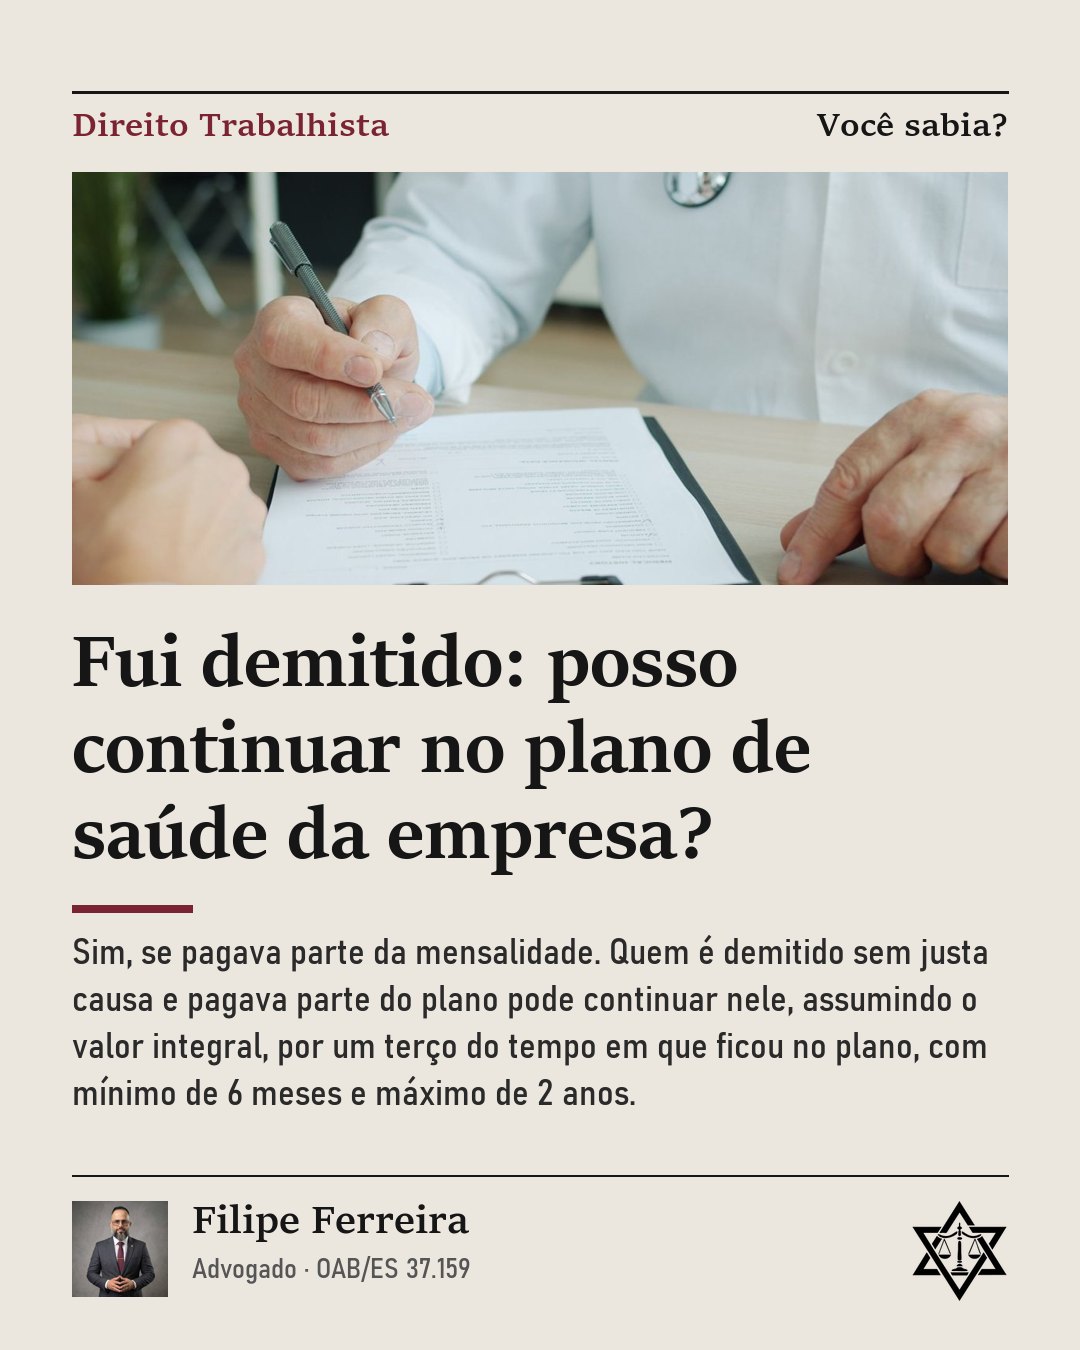 Direito Trabalhista
Você sabia?
Fui demitido: posso
continuar no plano de
saúde da empresa?
Sim, se pagava parte da mensalidade. Quem é demitido sem justa
causa e pagava parte do plano pode continuar nele, assumindo o
valor integral, por um terço do tempo em que ficou no plano, com
mínimo de 6 meses e máximo de 2 anos.
Filipe Ferreira
Advogado · OAB/ES 37.159